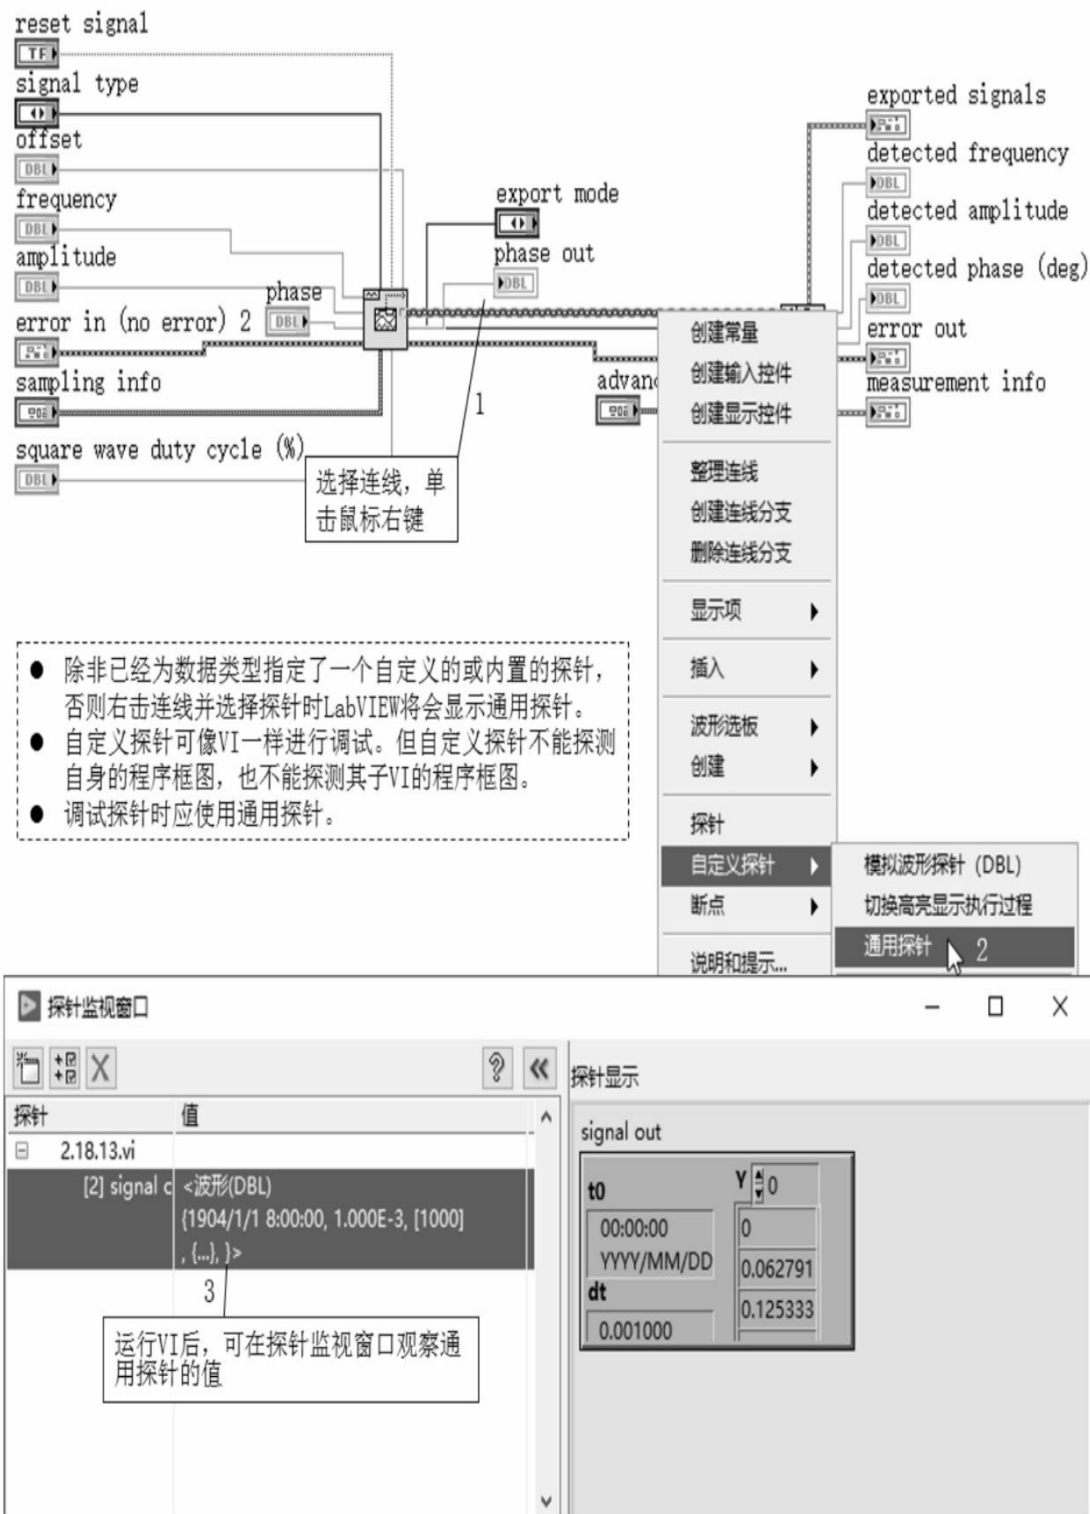 reset signal
TF
signal type
offset
DBL
frequency
DBL
amplitude
DBL
phase
DBL
error in (no error) 2
sampling info
square wave duty cycle (%)
DBL
export mode
phase out
DBL
exported signals
detected frequency
DBL
detected amplitude
DBL
detected phase (deg)
DBL
error out
measurement info
advan
1
选择连线，单
击鼠标右键
创建常量
创建输入控件
创建显示控件
整理连线
创建连线分支
删除连线分支
显示项
插入
波形选板
创建
探针
自定义探针
断点
说明和提示...
模拟波形探针 (DBL)
切换高亮显示执行过程
通用探针 2
● 除非已经为数据类型指定了一个自定义的或内置的探针，
否则右击连线并选择探针时LabVIEW将会显示通用探针。
● 自定义探针可像VI一样进行调试。但自定义探针不能探测
自身的程序框图，也不能探测其子VI的程序框图。
● 调试探针时应使用通用探针。
探针监视窗口
探针 值
2.18.13.vi
[2] signal c <波形(DBL)
{1904/1/1 8:00:00, 1.000E-3, [1000]
, {...}, }>
3
运行VI后，可在探针监视窗口观察通
用探针的值
探针显示
signal out
t0
00:00:00
YYYY/MM/DD
dt
0.001000
Y 0
0
0.062791
0.125333